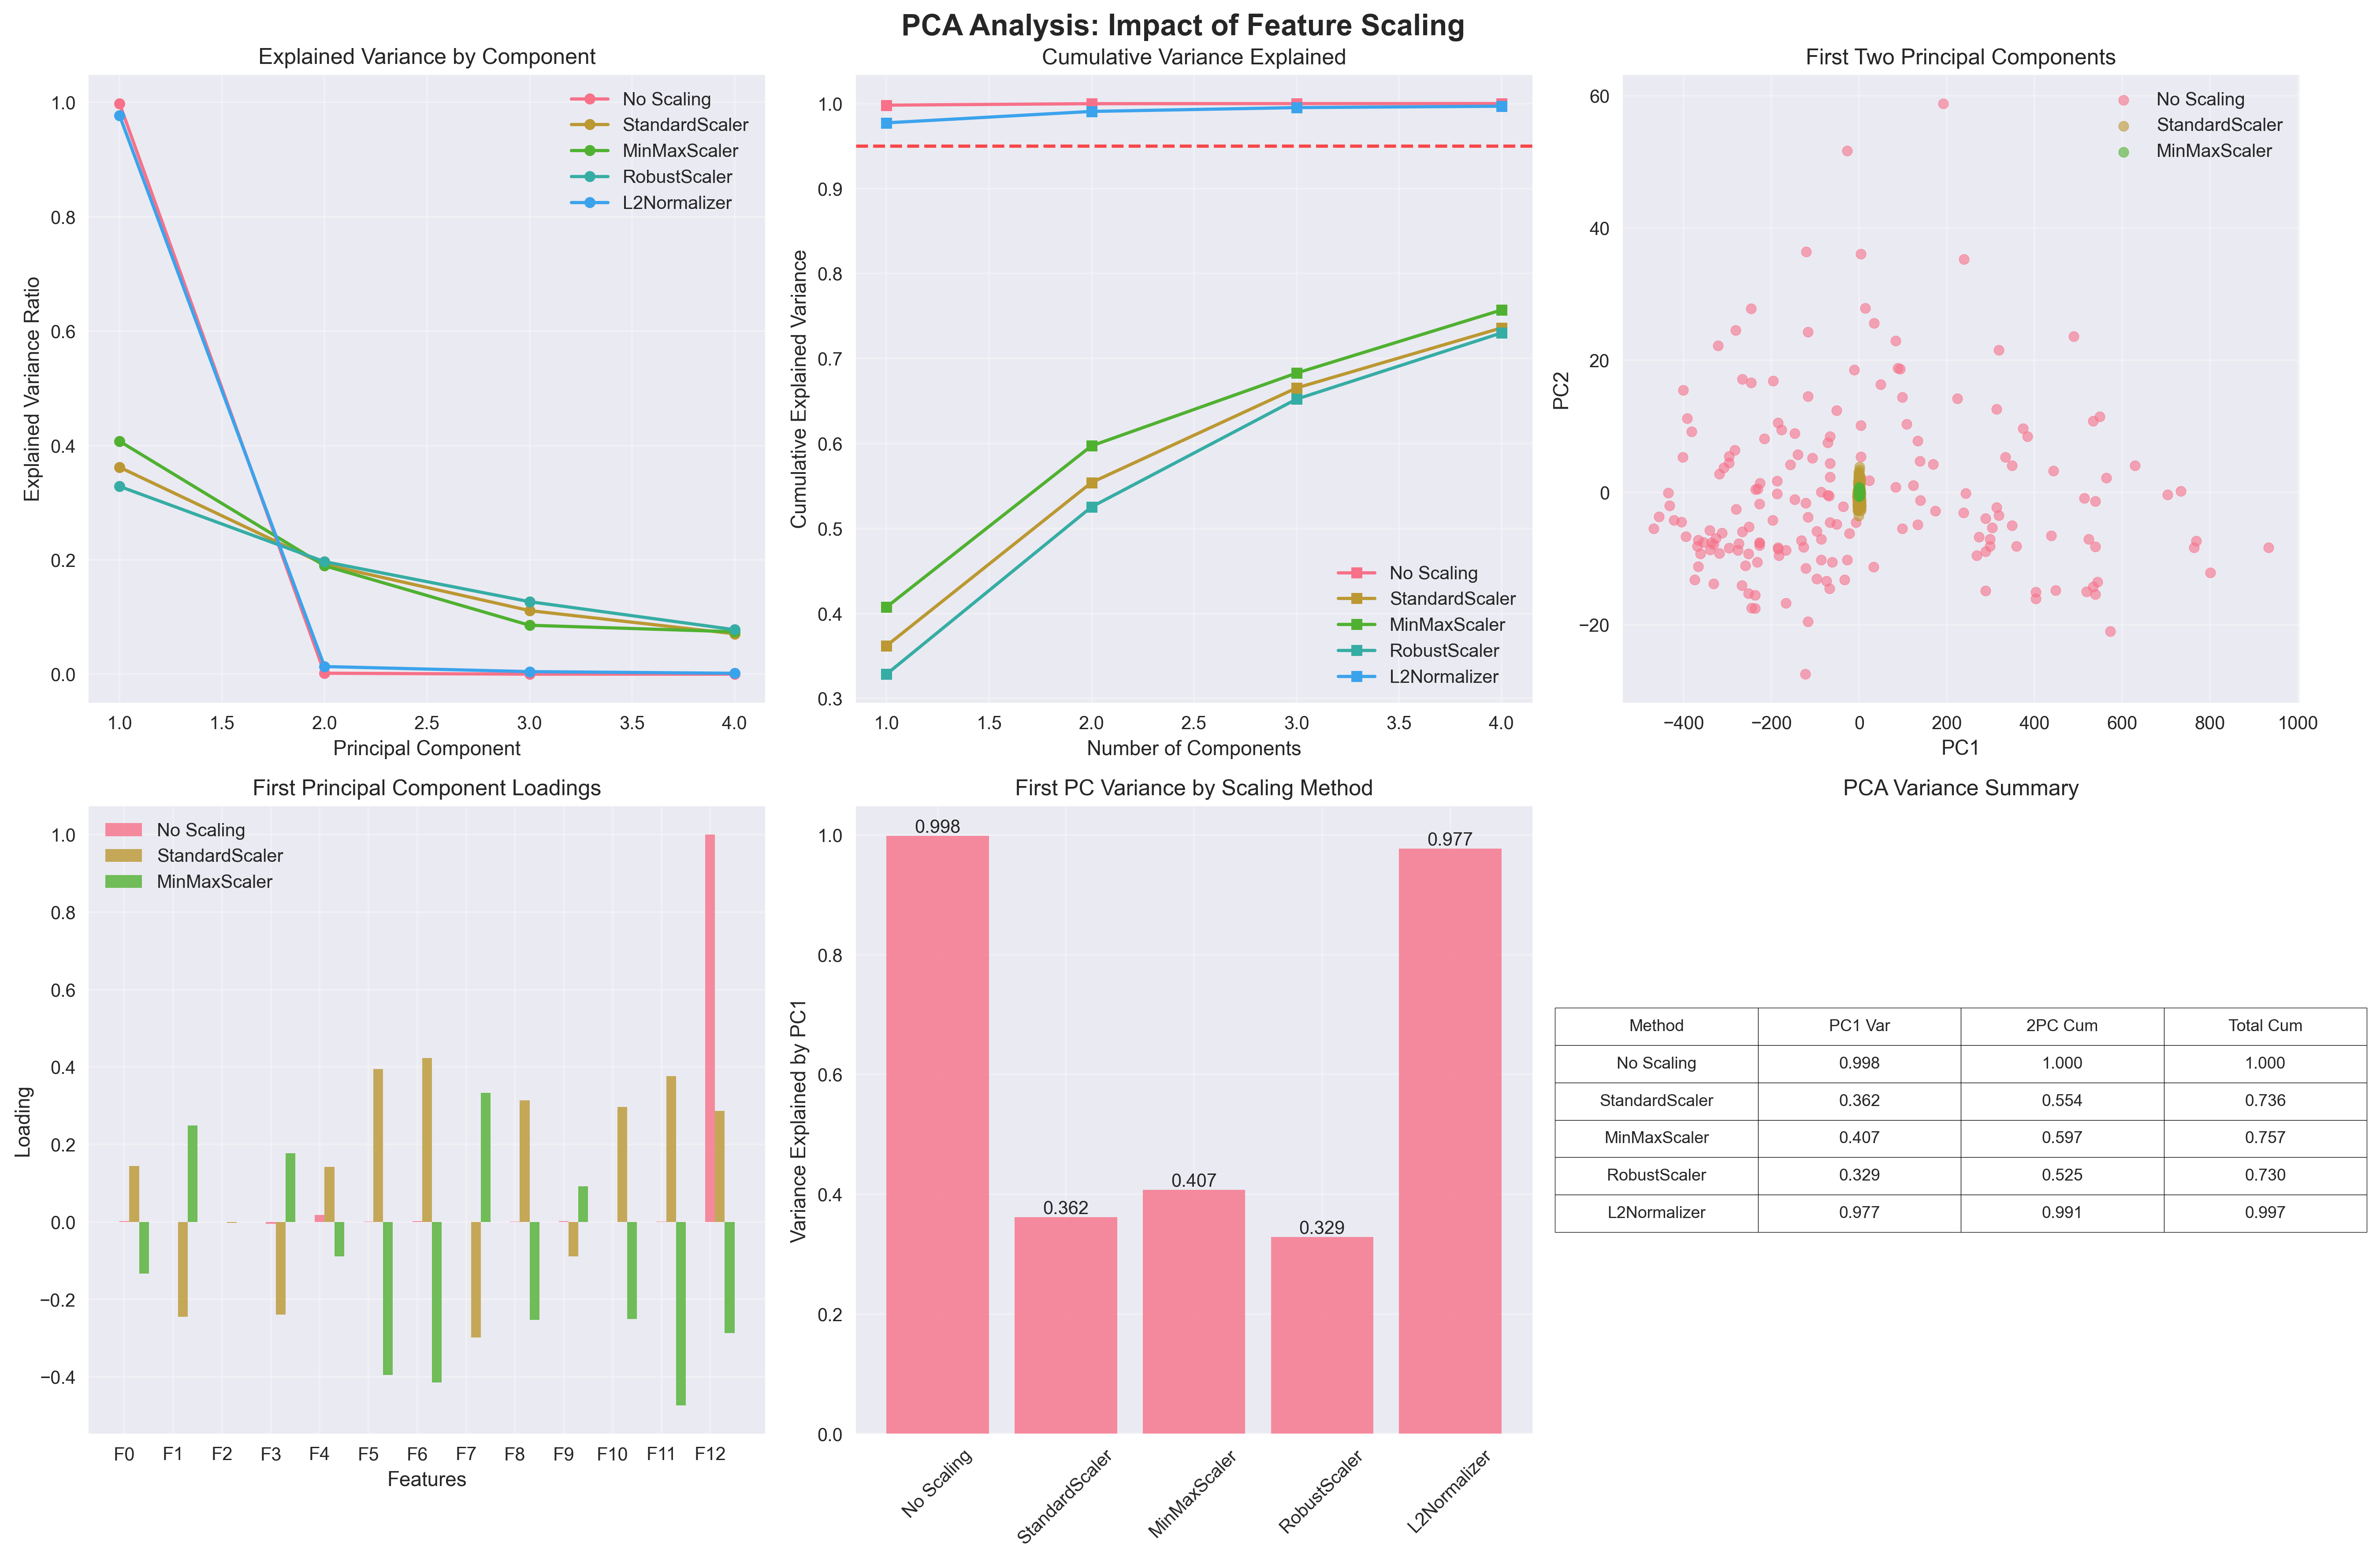 PCA Analysis: Impact of Feature Scaling
Explained Variance by Component
Explained Variance Ratio
1.0
0.8
0.6
0.4
0.2
0.0
No Scaling
StandardScaler
MinMaxScaler
RobustScaler
L2Normalizer
1.0 1.5 2.0 2.5 3.0 3.5 4.0
Principal Component
Cumulative Variance Explained
Cumulative Explained Variance
1.0
0.9
0.8
0.7
0.6
0.5
0.4
0.3
No Scaling
StandardScaler
MinMaxScaler
RobustScaler
L2Normalizer
1.0 1.5 2.0 2.5 3.0 3.5 4.0
Number of Components
First Two Principal Components
PC2
60
40
20
0
−20
No Scaling
StandardScaler
MinMaxScaler
−400 −200 0 200 400 600 800 1000
PC1
First Principal Component Loadings
Loading
1.0
0.8
0.6
0.4
0.2
0.0
−0.2
−0.4
No Scaling
StandardScaler
MinMaxScaler
F0 F1 F2 F3 F4 F5 F6 F7 F8 F9 F10 F11 F12
Features
First PC Variance by Scaling Method
Variance Explained by PC1
1.0
0.8
0.6
0.4
0.2
0.0
0.998
0.362
0.407
0.329
0.977
No Scaling
StandardScaler
MinMaxScaler
RobustScaler
L2Normalizer
PCA Variance Summary
Method PC1 Var 2PC Cum Total Cum
No Scaling 0.998 1.000 1.000
StandardScaler 0.362 0.554 0.736
MinMaxScaler 0.407 0.597 0.757
RobustScaler 0.329 0.525 0.730
L2Normalizer 0.977 0.991 0.997